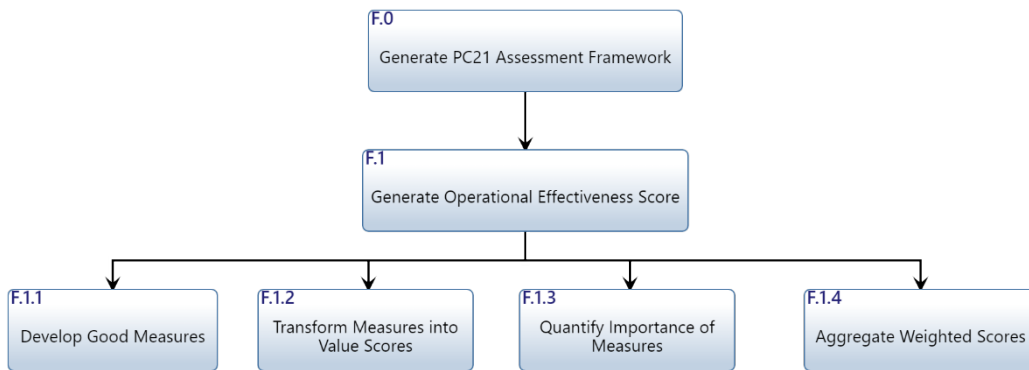 F.0
Generate PC21 Assessment Framework
F.1
Generate Operational Effectiveness Score
F.1.1
Develop Good Measures
F.1.2
Transform Measures into
Value Scores
F.1.3
Quantify Importance of
Measures
F.1.4
Aggregate Weighted Scores